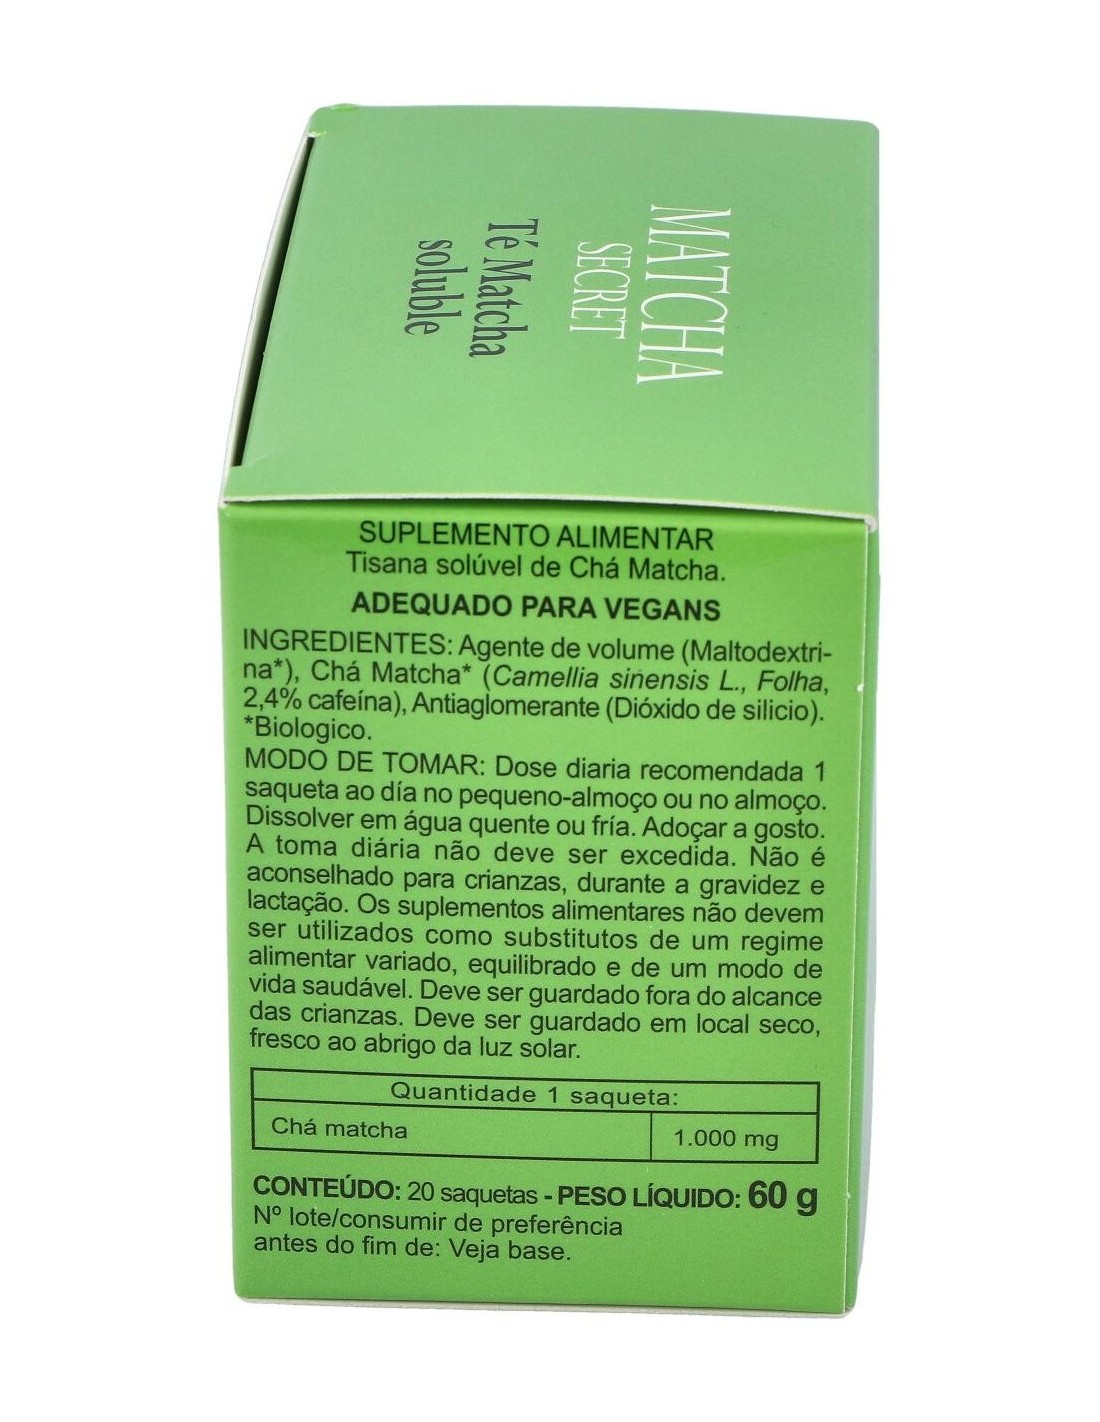 MATCHA
SECRET
Té Matcha
soluble
SUPLEMENTO ALIMENTAR
Tisana solúvel de Chá Matcha.
ADEQUADO PARA VEGANS
INGREDIENTES: Agente de volume (Maltodextri-
na*), Chá Matcha* (Camellia sinensis L., Folha,
2,4% cafeína), Antiaglomerante (Dióxido de silicio).
*Biologico.
MODO DE TOMAR: Dose diaria recomendada 1
saqueta ao día no pequeno-almoço ou no almoço.
Dissolver em água quente ou fría. Adoçar a gosto.
A toma diária não deve ser excedida. Não é
aconselhado para crianzas, durante a gravidez e
lactação. Os suplementos alimentares não devem
ser utilizados como substitutos de um regime
alimentar variado, equilibrado e de um modo de
vida saudável. Deve ser guardado fora do alcance
das crianzas. Deve ser guardado em local seco,
fresco ao abrigo da luz solar.
Quantidade 1 saqueta:
Chá matcha 1.000 mg
CONTEÚDO: 20 saquetas - PESO LÍQUIDO: 60 g
Nº lote/consumir de preferência
antes do fim de: Veja base.